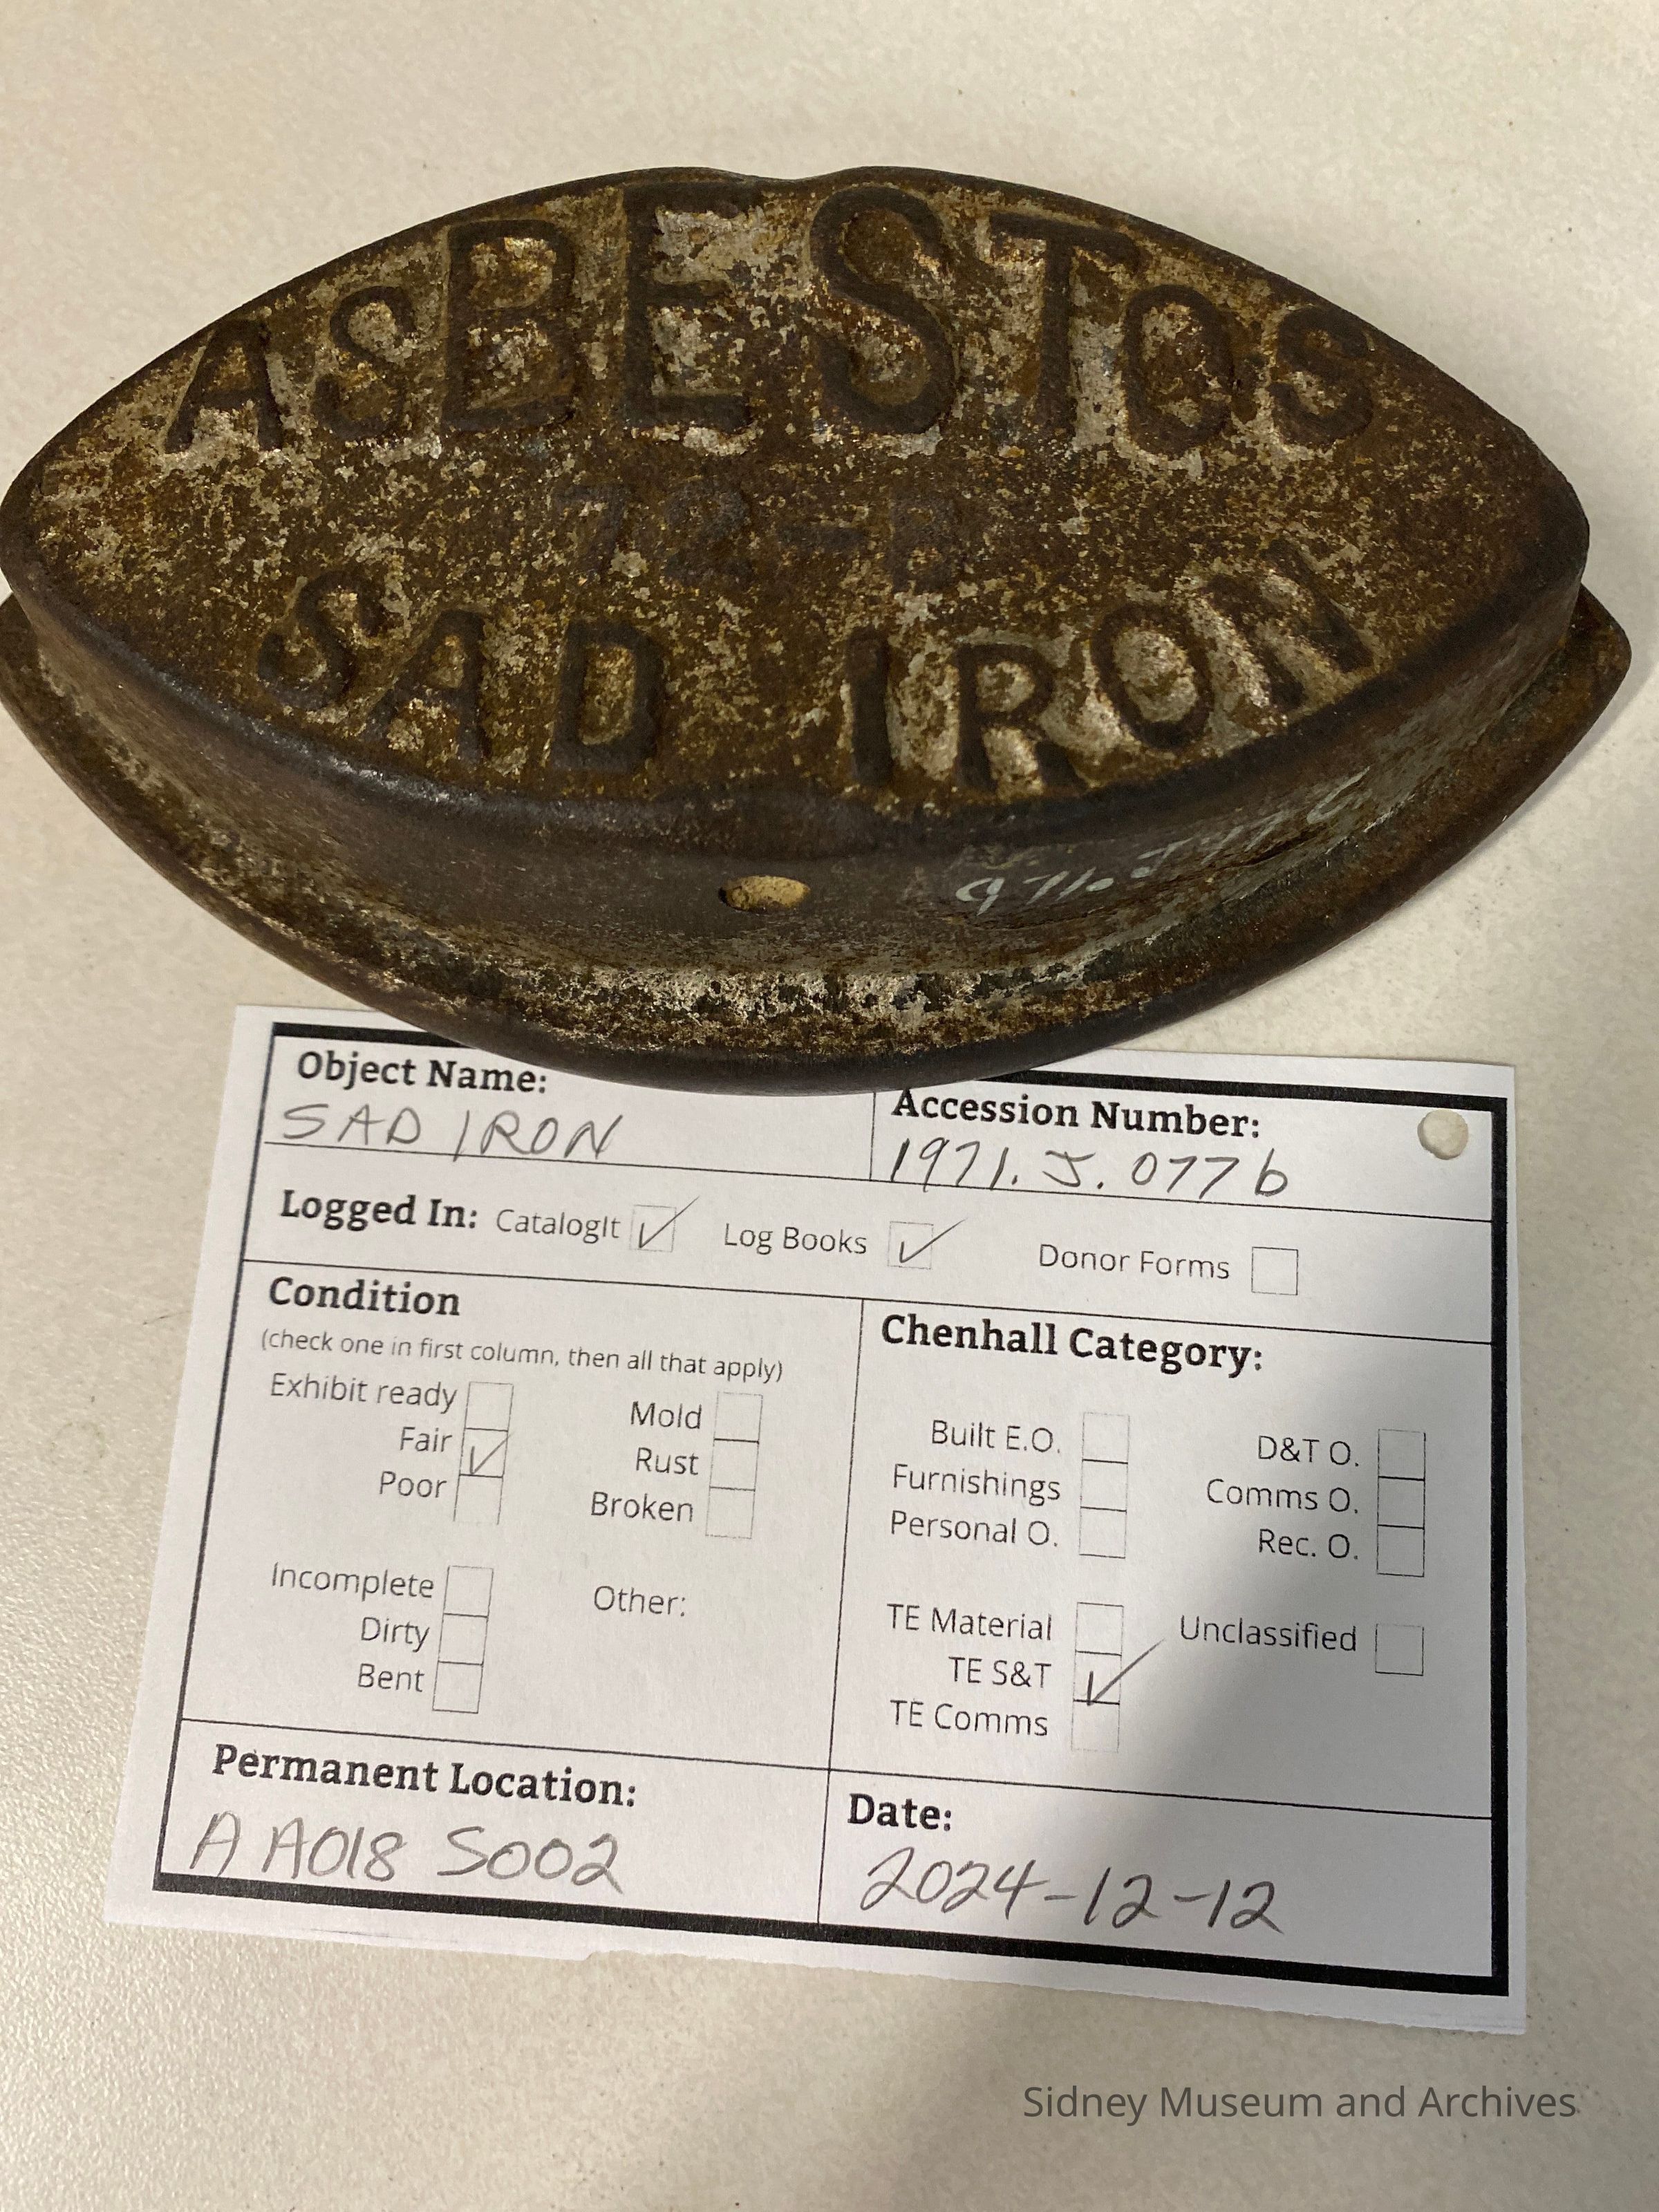 ASBESTOS
72-B
SAD IRON
Object Name:
SAD IRON
Accession Number:
1971.J.077b
Logged In: CatalogIt Log Books Donor Forms
Condition
(check one in first column, then all that apply)
Exhibit ready
Fair
Poor
Mold
Rust
Broken
Incomplete
Dirty
Bent
Other:
Chenhall Category:
Built E.O.
Furnishings
Personal O.
D&T O.
Comms O.
Rec. O.
TE Material
TE S&T
TE Comms
Unclassified
Permanent Location:
A A018 S002
Date:
2024-12-12
Sidney Museum and Archives